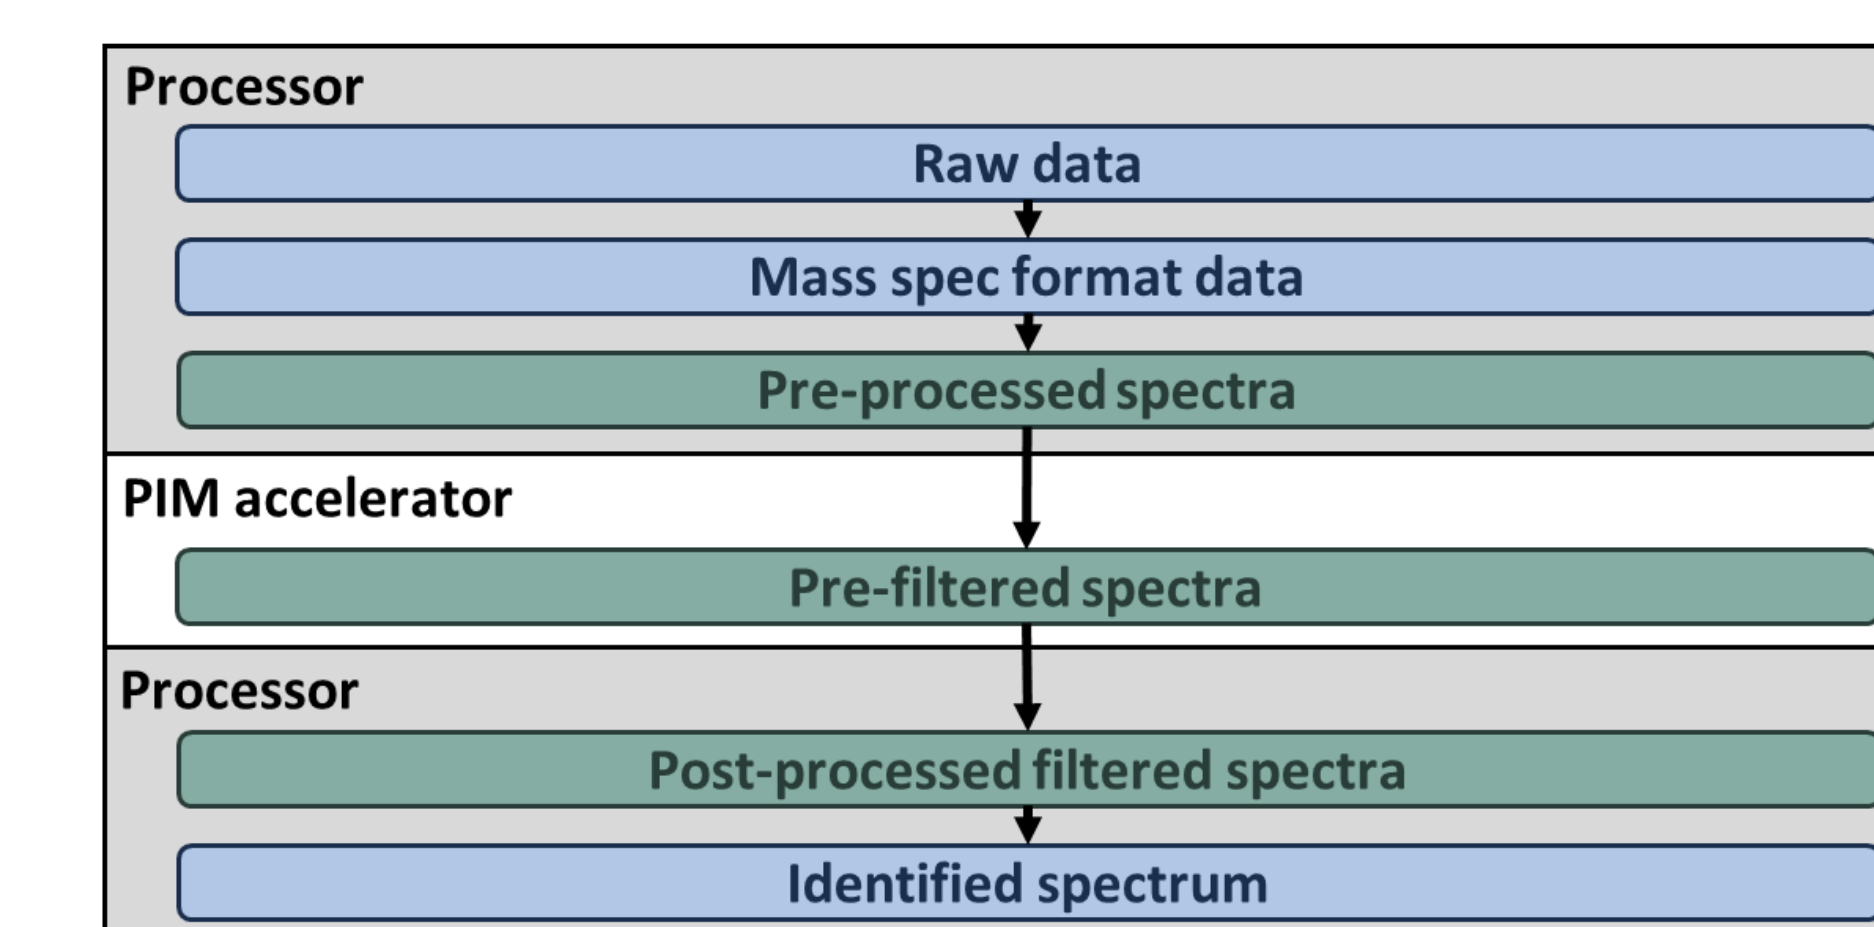 Processor
Raw data
Mass spec format data
Pre-processed spectra
PIM accelerator
Pre-filtered spectra
Processor
Post-processed filtered spectra
Identified spectrum